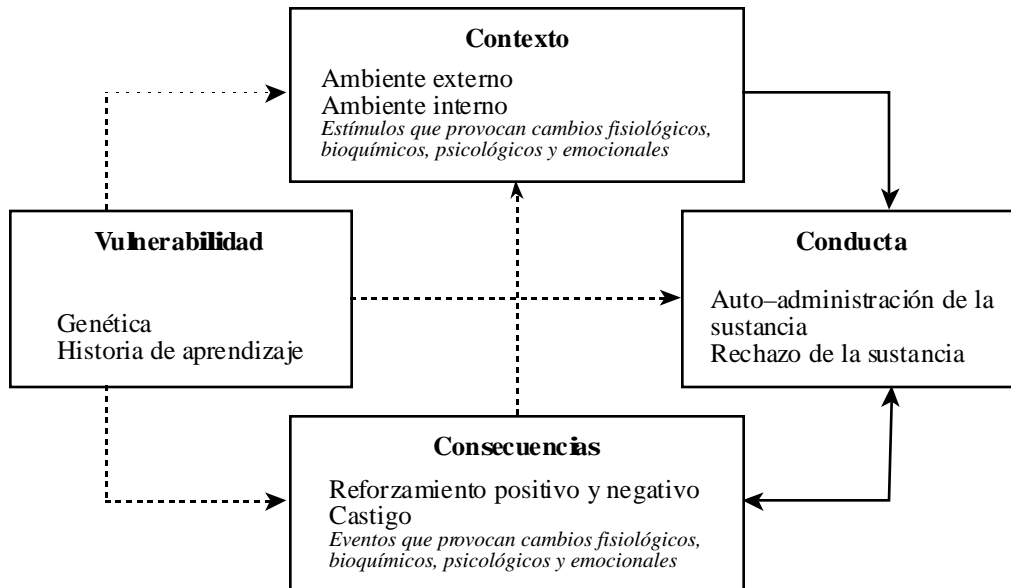 Contexto
Ambiente externo
Ambiente interno
Estímulos que provocan cambios fisiológicos,
bioquímicos, psicológicos y emocionales
Vulnerabilidad
Genética
Historia de aprendizaje
Conducta
Auto–administración de la
sustancia
Rechazo de la sustancia
Consecuencias
Reforzamiento positivo y negativo
Castigo
Eventos que provocan cambios fisiológicos,
bioquímicos, psicológicos y emocionales